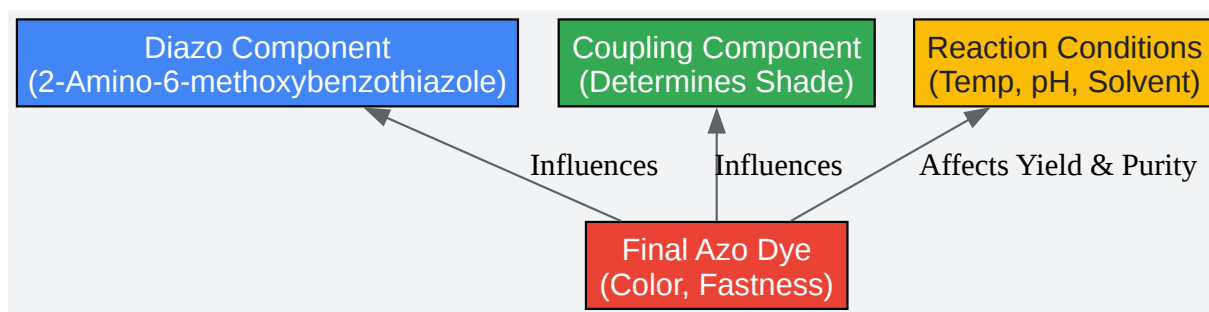 Diazo Component
(2-Amino-6-methoxybenzothiazole)
Coupling Component
(Determines Shade)
Reaction Conditions
(Temp, pH, Solvent)
Influences
Influences
Affects Yield & Purity
Final Azo Dye
(Color, Fastness)